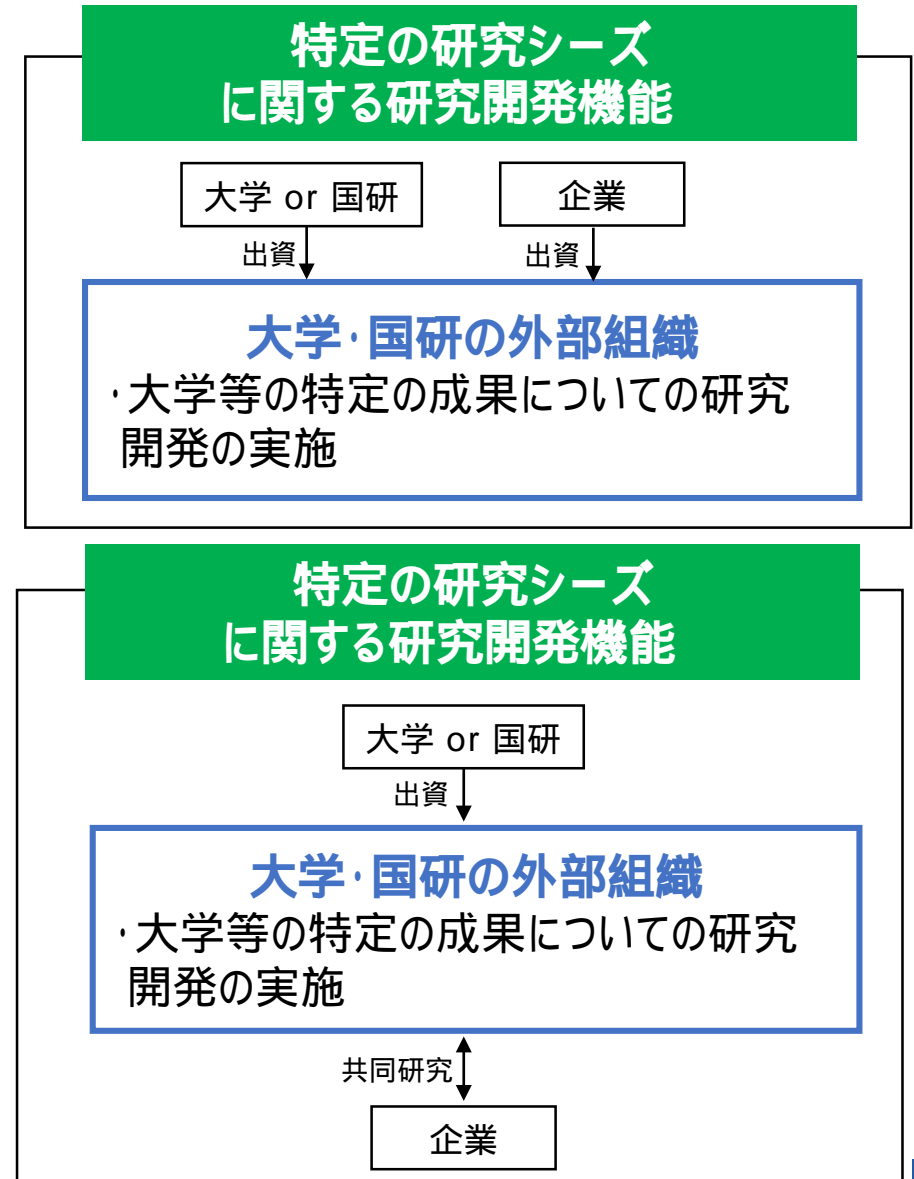 特定の研究シーズ
に関する研究開発機能
大学 or 国研
企業
出資
出資
大学・国研の外部組織
・大学等の特定の成果についての研究
開発の実施
特定の研究シーズ
に関する研究開発機能
大学 or 国研
出資
大学・国研の外部組織
・大学等の特定の成果についての研究
開発の実施
共同研究
企業